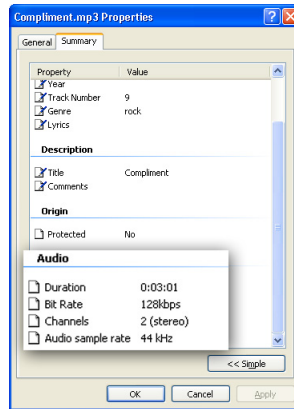 Compliment.mp3 Properties
General Summary
Property Value
Year
Track Number 9
Genre rock
Lyrics
Description
Title Compliment
Comments
Origin
Protected No
Audio
Duration 0:03:01
Bit Rate 128kbps
Channels 2 (stereo)
Audio sample rate 44 kHz
<< Simple
OK Cancel Apply